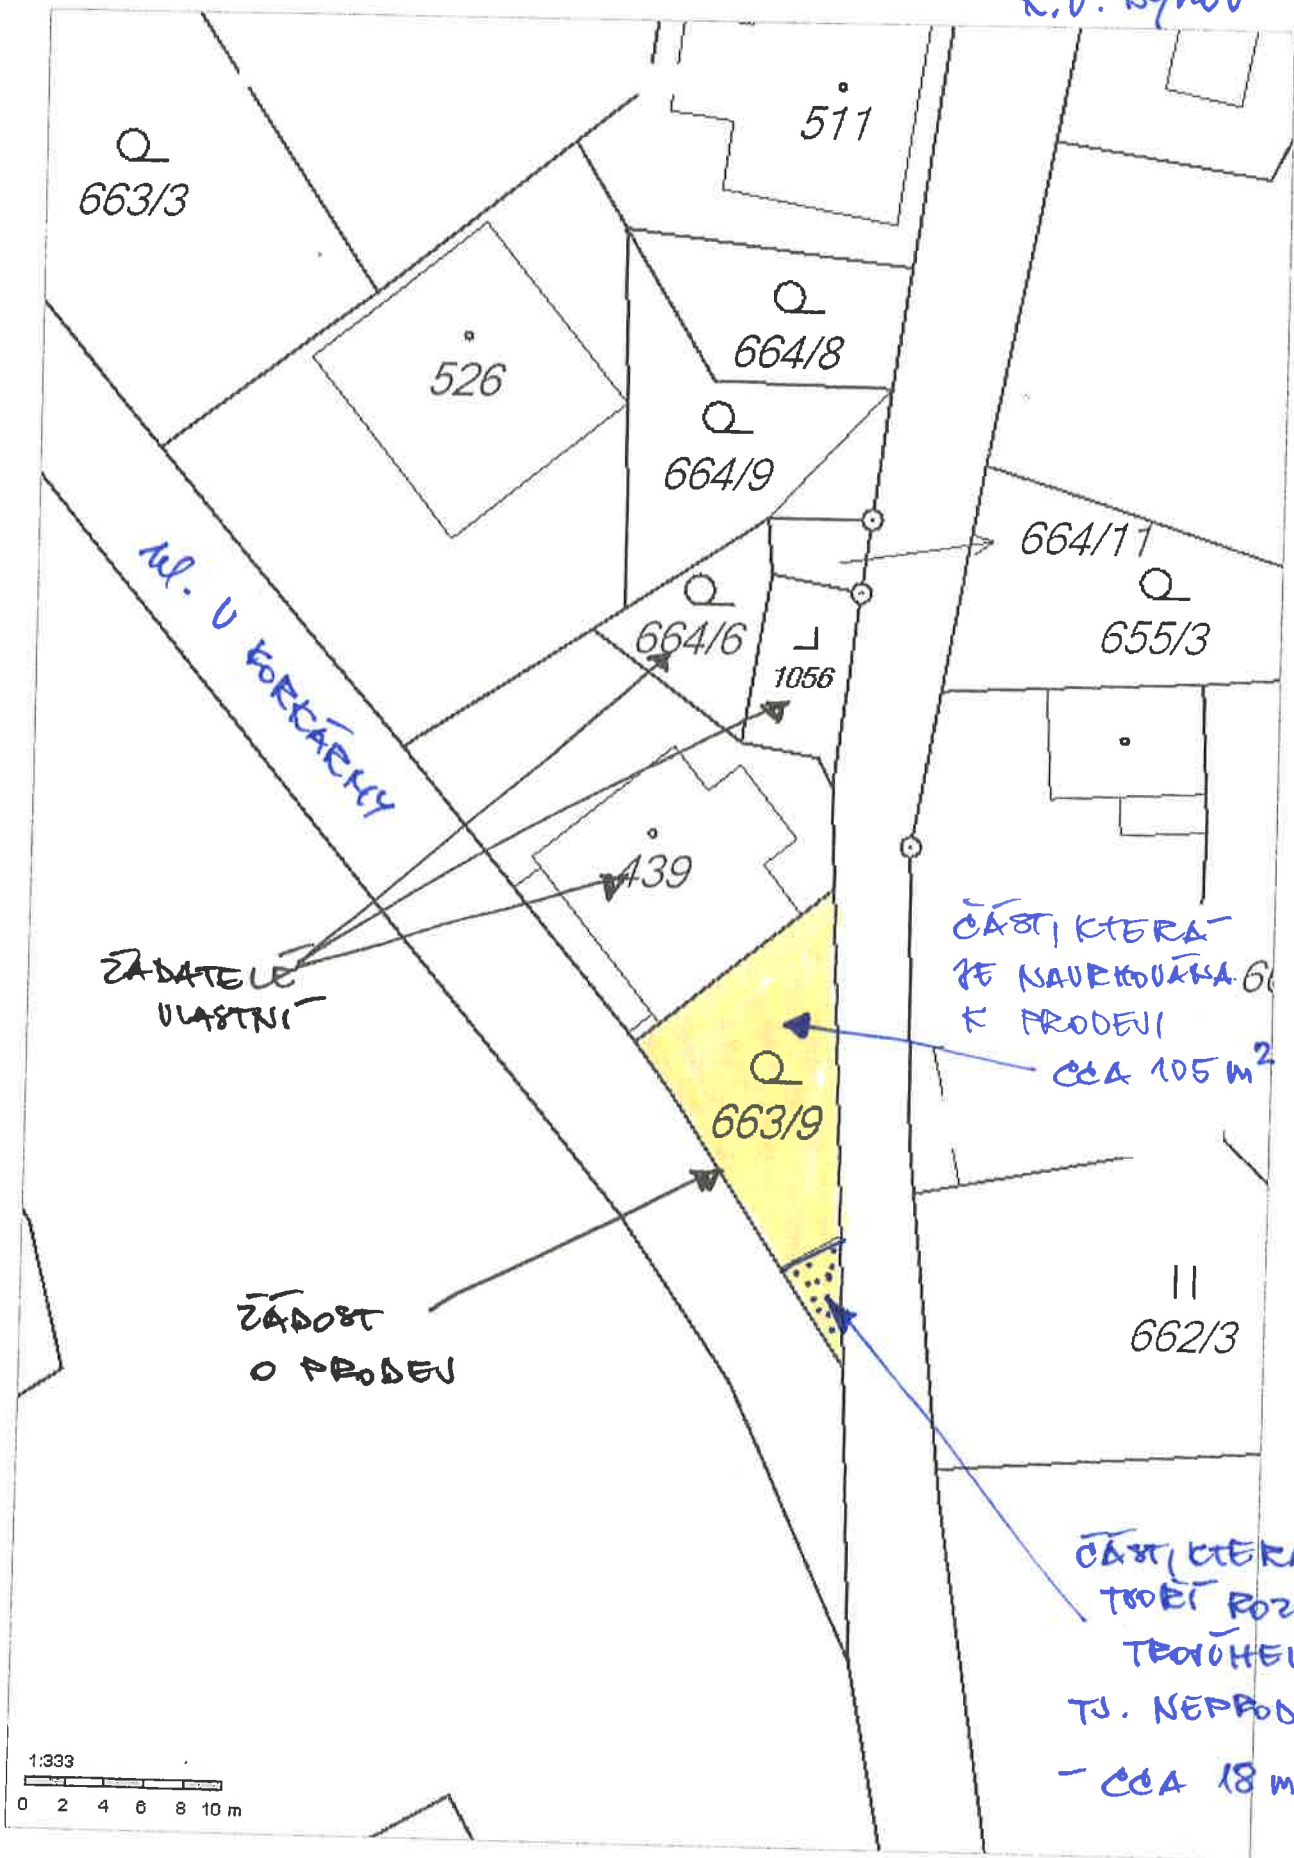 511
663/3
664/8
526
664/9
664/11
ul. U KORKÁRNY
664/6
655/3
1056
439
ČÁST, KTERÁ
JE NAVRHOVÁNA
K PRODEJI
CCA 105 m²
ŽADATELÉ
VLASTNÍ
663/9
662/3
ŽÁDOST
O PRODEJ
ČÁST, KTERÁ
TVOŘÍ ROZ
TROJÚHEL
TJ. NEPROD
- CCA 18 m
1:333
0 2 4 6 8 10 m